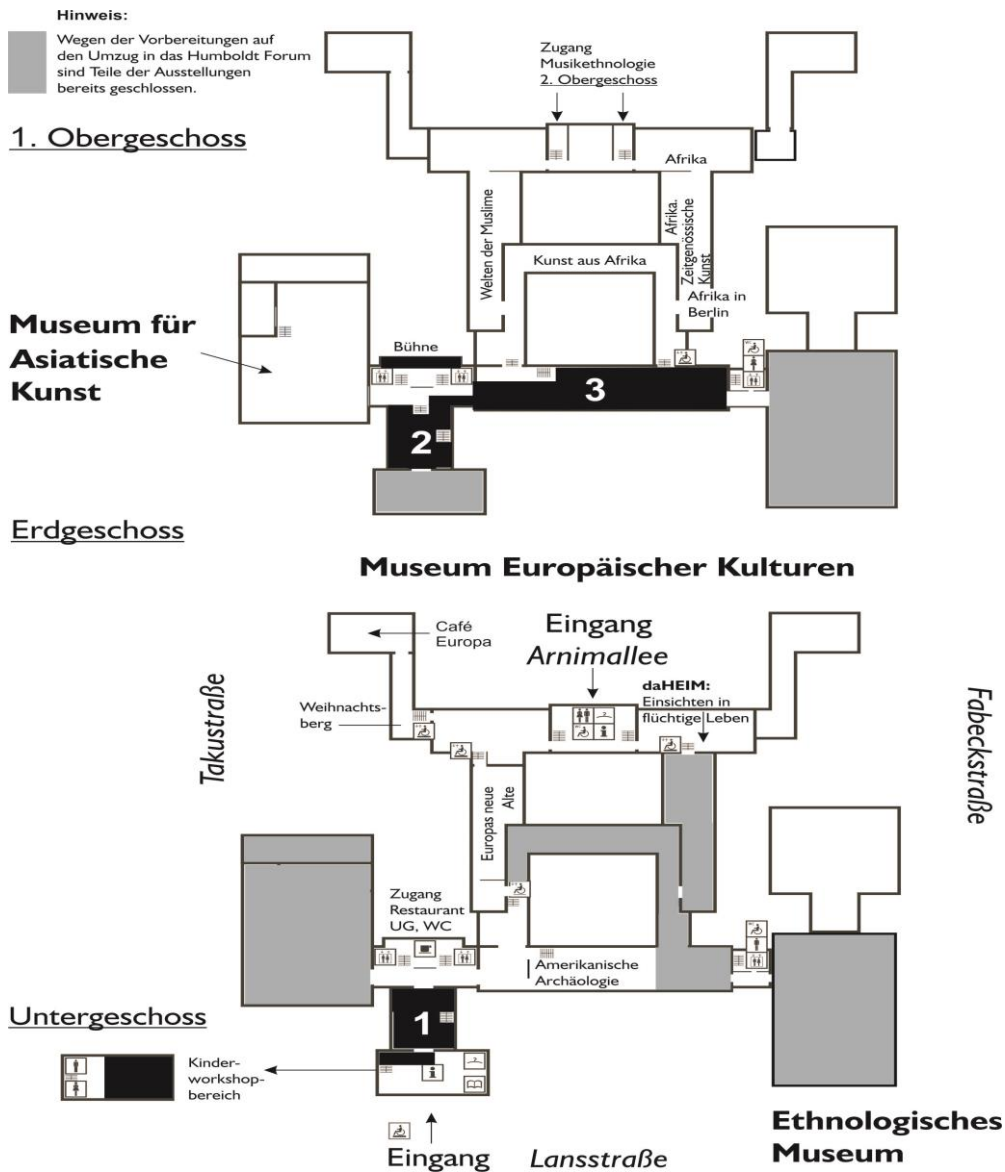 Hinweis:
Wegen der Vorbereitungen auf
den Umzug in das Humboldt Forum
sind Teile der Ausstellungen
bereits geschlossen.
1. Obergeschoss
Zugang
Musikethnologie
2. Obergeschoss
Afrika
Welten der Muslime
Afrika.
Zeitgenössische
Kunst
Kunst aus Afrika
Afrika in
Berlin
Museum für
Asiatische
Kunst
Bühne
3
2
Erdgeschoss
Museum Europäischer Kulturen
Café
Europa
Eingang
Arnimallee
daHEIM:
Einsichten in
flüchtige Leben
Weihnachts-
berg
Takustraße
Fabeckstraße
Europas neue
Alte
Zugang
Restaurant
UG, WC
Amerikanische
Archäologie
Untergeschoss
1
Kinder-
workshop-
bereich
Eingang
Lansstraße
Ethnologisches
Museum